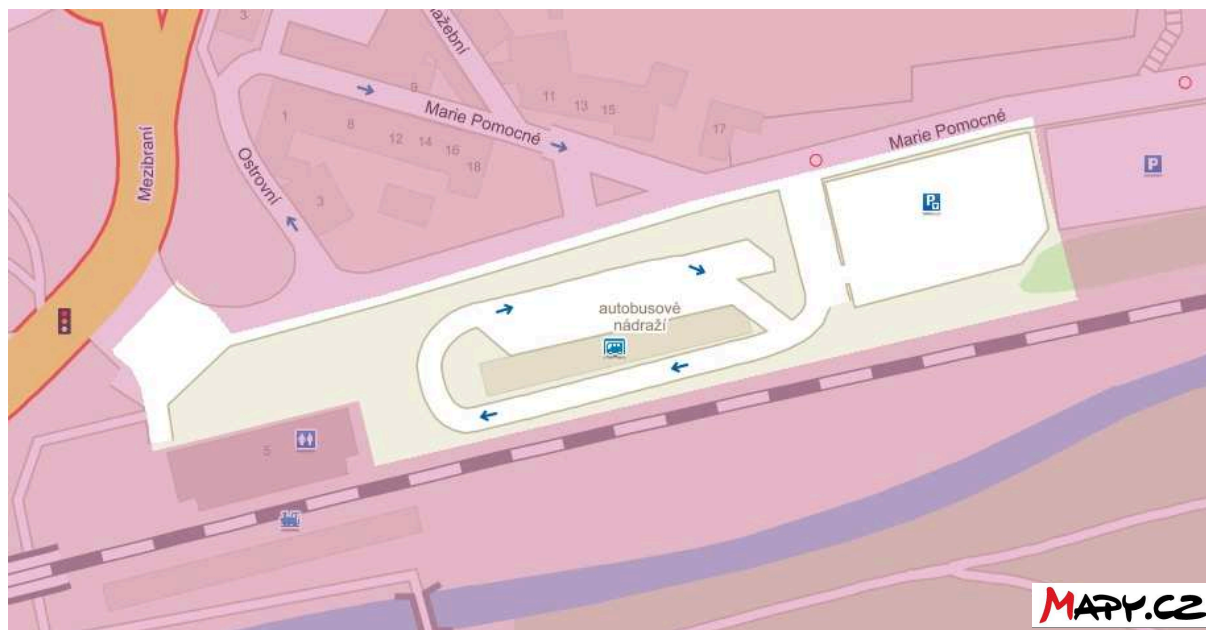 3
ažební
9
11
13
15
17
1
8
12
14
16
18
Marie Pomocné
Marie Pomocné
Mezibraní
Ostrovní
3
P
P
autobusové
nádraží
5
MAPY.CZ